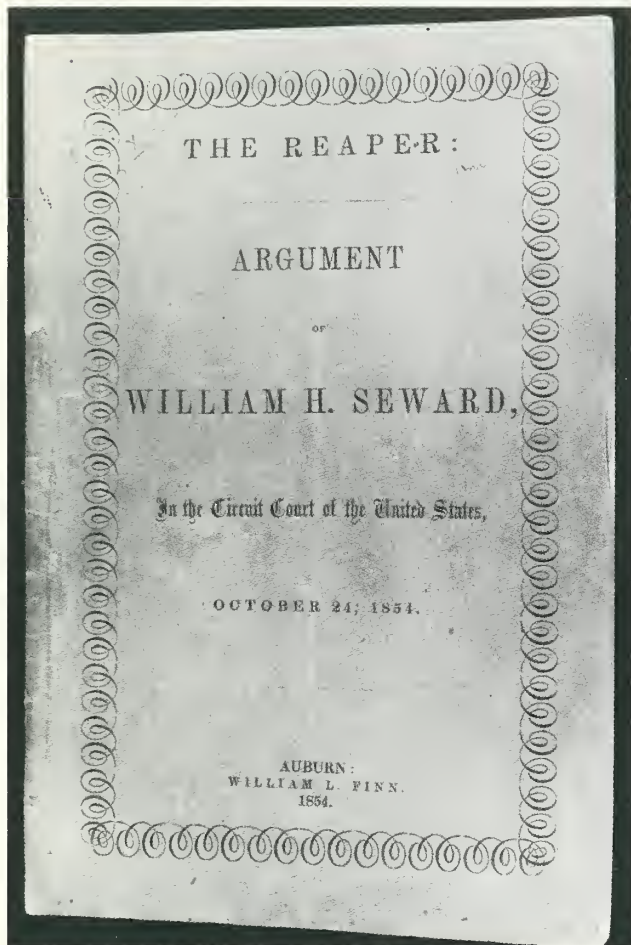 THE REAPER:
ARGUMENT
OF
WILLIAM H. SEWARD,
In the Circuit Court of the United States,
OCTOBER 24, 1854.
AUBURN:
WILLIAM L. FINN.
1854.